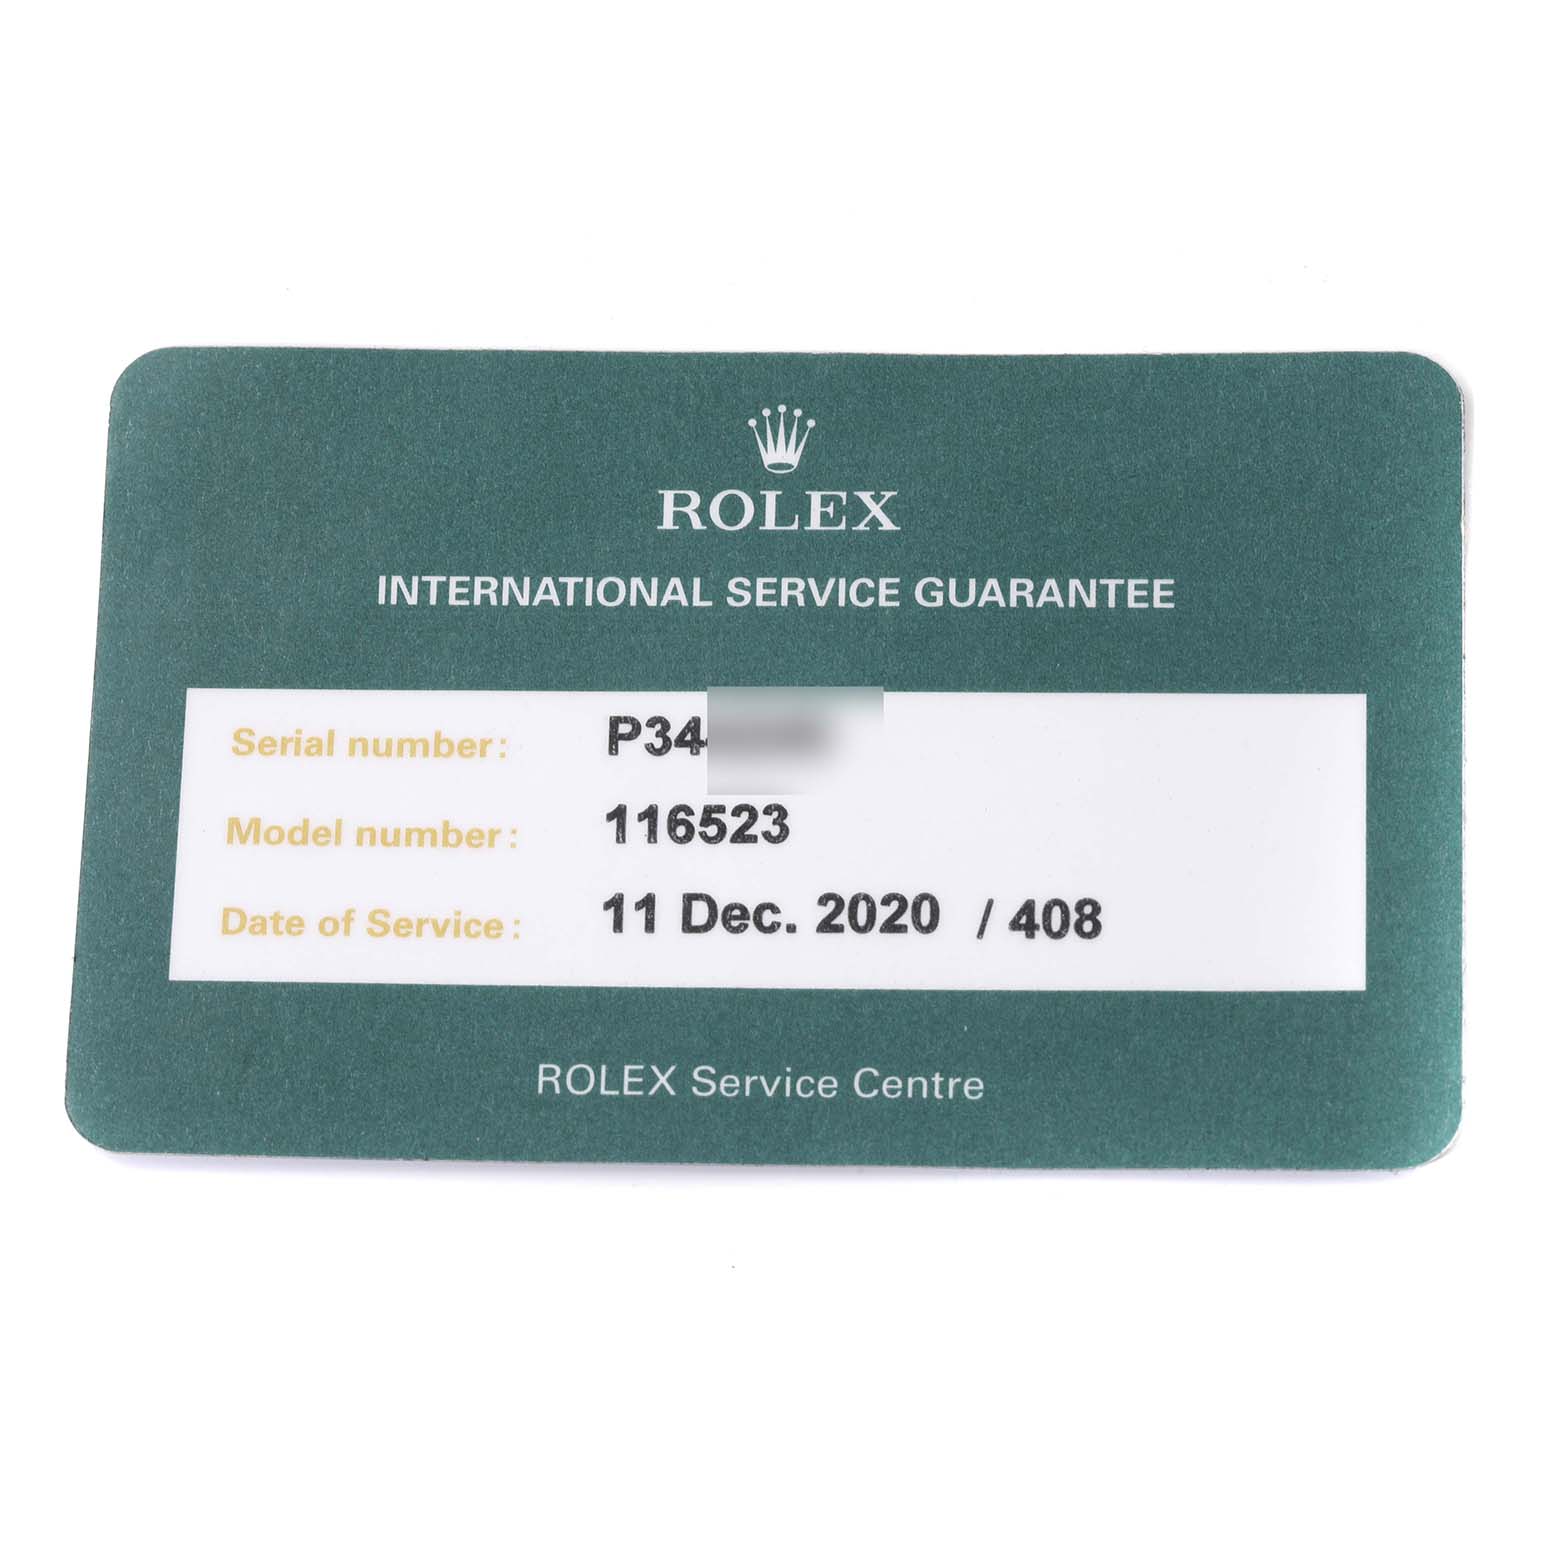 ROLEX
INTERNATIONAL SERVICE GUARANTEE
Serial number: P34
Model number: 116523
Date of Service: 11 Dec. 2020 / 408
ROLEX Service Centre